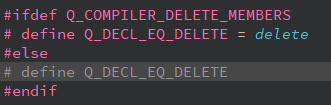 #ifdef Q_COMPILER_DELETE_MEMBERS
# define Q_DECL_EQ_DELETE = delete
#else
# define Q_DECL_EQ_DELETE
#endif